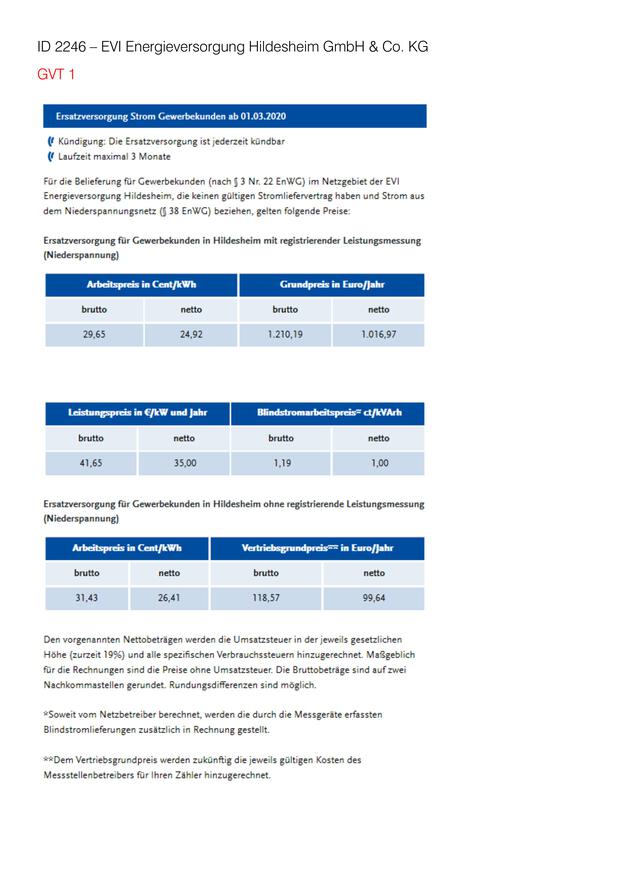 ID 2246 – EVI Energieversorgung Hildesheim GmbH & Co. KG
GVT 1
Ersatzversorgung Strom Gewerbekunden ab 01.03.2020
Kündigung: Die Ersatzversorgung ist jederzeit kündbar
Laufzeit maximal 3 Monate
Für die Belieferung für Gewerbekunden (nach § 3 Nr. 22 EnWG) im Netzgebiet der EVI
Energieversorgung Hildesheim, die keinen gültigen Stromliefervertrag haben und Strom aus
dem Niederspannungsnetz (§ 38 EnWG) beziehen, gelten folgende Preise:
Ersatzversorgung für Gewerbekunden in Hildesheim mit registrierender Leistungsmessung
(Niederspannung)
Arbeitspreis in Cent/kWh Grundpreis in Euro/Jahr
brutto netto brutto netto
29,65 24,92 1.210,19 1.016,97
Leistungspreis in €/kW und Jahr Blindstromarbeitspreis* ct/kVArh
brutto netto brutto netto
41,65 35,00 1,19 1,00
Ersatzversorgung für Gewerbekunden in Hildesheim ohne registrierende Leistungsmessung
(Niederspannung)
Arbeitspreis in Cent/kWh Vertriebsgrundpreis** in Euro/Jahr
brutto netto brutto netto
31,43 26,41 118,57 99,64
Den vorgenannten Nettobeträgen werden die Umsatzsteuer in der jeweils gesetzlichen
Höhe (zurzeit 19%) und alle spezifischen Verbrauchssteuern hinzugerechnet. Maßgeblich
für die Rechnungen sind die Preise ohne Umsatzsteuer. Die Bruttobeträge sind auf zwei
Nachkommastellen gerundet. Rundungsdifferenzen sind möglich.
*Soweit vom Netzbetreiber berechnet, werden die durch die Messgeräte erfassten
Blindstromlieferungen zusätzlich in Rechnung gestellt.
**Dem Vertriebsgrundpreis werden zukünftig die jeweils gültigen Kosten des
Messstellenbetreibers für Ihren Zähler hinzugerechnet.